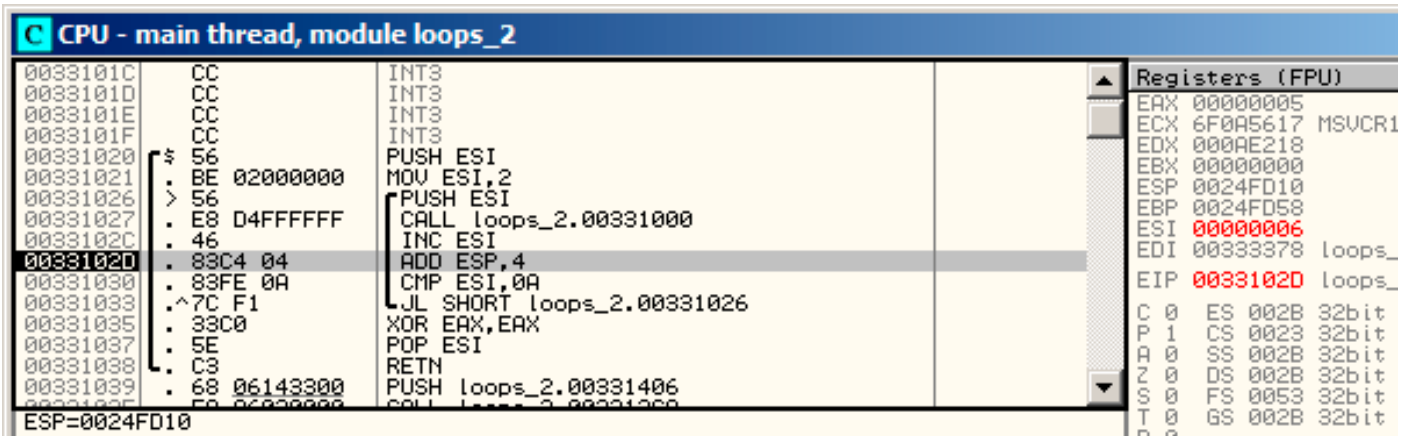 C CPU - main thread, module loops_2
0033101C CC INT3
0033101D CC INT3
0033101E CC INT3
0033101F CC INT3
00331020 $ 56 PUSH ESI
00331021 . BE 02000000 MOV ESI,2
00331026 > 56 PUSH ESI
00331027 . E8 D4FFFFFF CALL loops_2.00331000
0033102C . 46 INC ESI
0033102D . 83C4 04 ADD ESP,4
00331030 . 83FE 0A CMP ESI,0A
00331033 .^7C F1 JL SHORT loops_2.00331026
00331035 . 33C0 XOR EAX,EAX
00331037 . 5E POP ESI
00331038 . C3 RETN
00331039 . 68 06143300 PUSH loops_2.00331406
ESP=0024FD10
Registers (FPU)
EAX 00000005
ECX 6F0A5617 MSVCR1
EDX 000AE218
EBX 00000000
ESP 0024FD10
EBP 0024FD58
ESI 00000006
EDI 00333378 loops_
EIP 0033102D loops_
C 0 ES 002B 32bit
P 1 CS 0023 32bit
A 0 SS 002B 32bit
Z 0 DS 002B 32bit
S 0 FS 0053 32bit
T 0 GS 002B 32bit